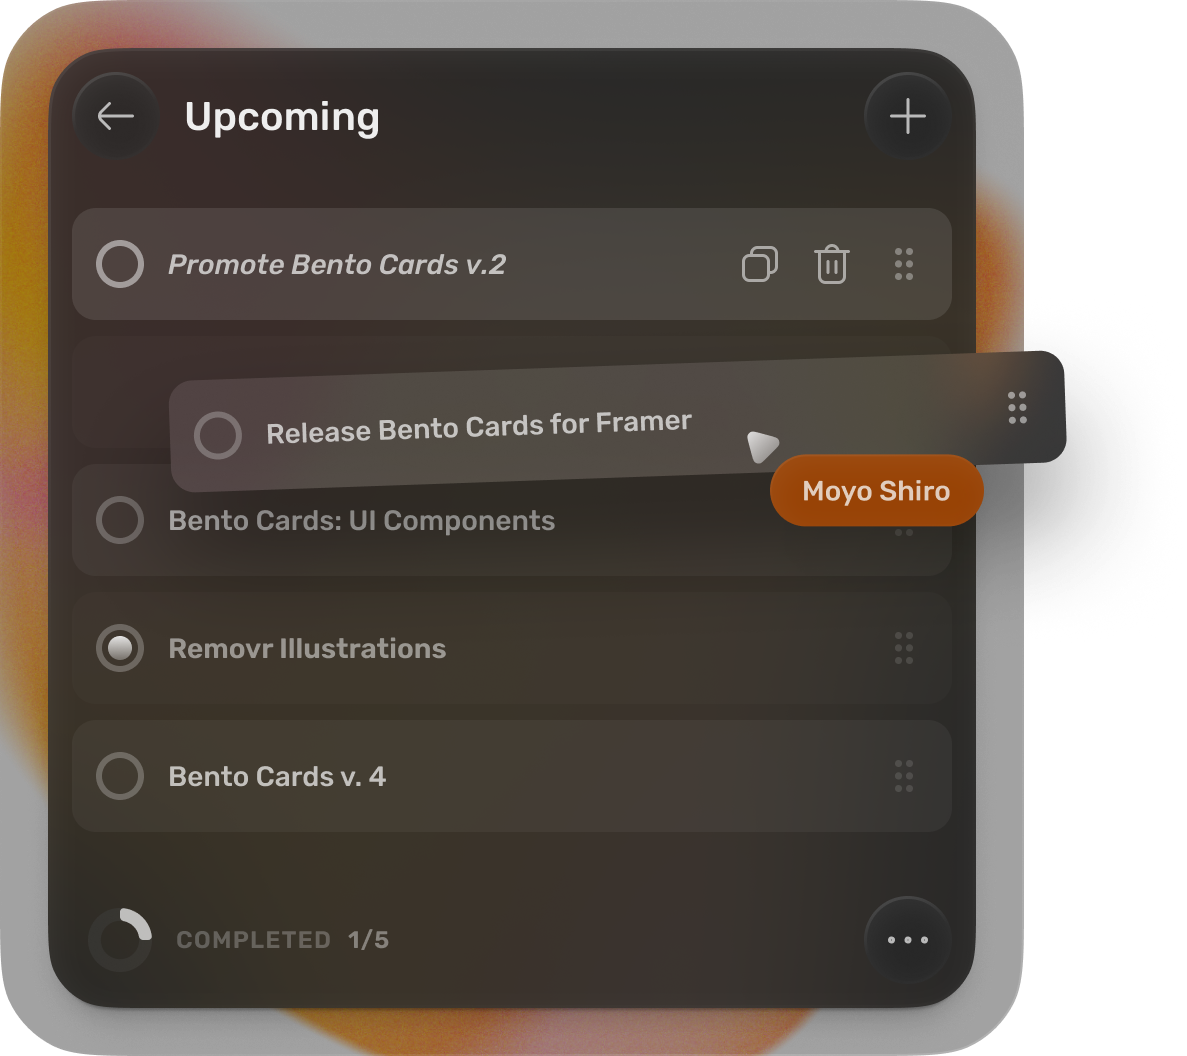 Upcoming
Promote Bento Cards v.2
Release Bento Cards for Framer
Moyo Shiro
Bento Cards: UI Components
Removr Illustrations
Bento Cards v. 4
COMPLETED 1/5